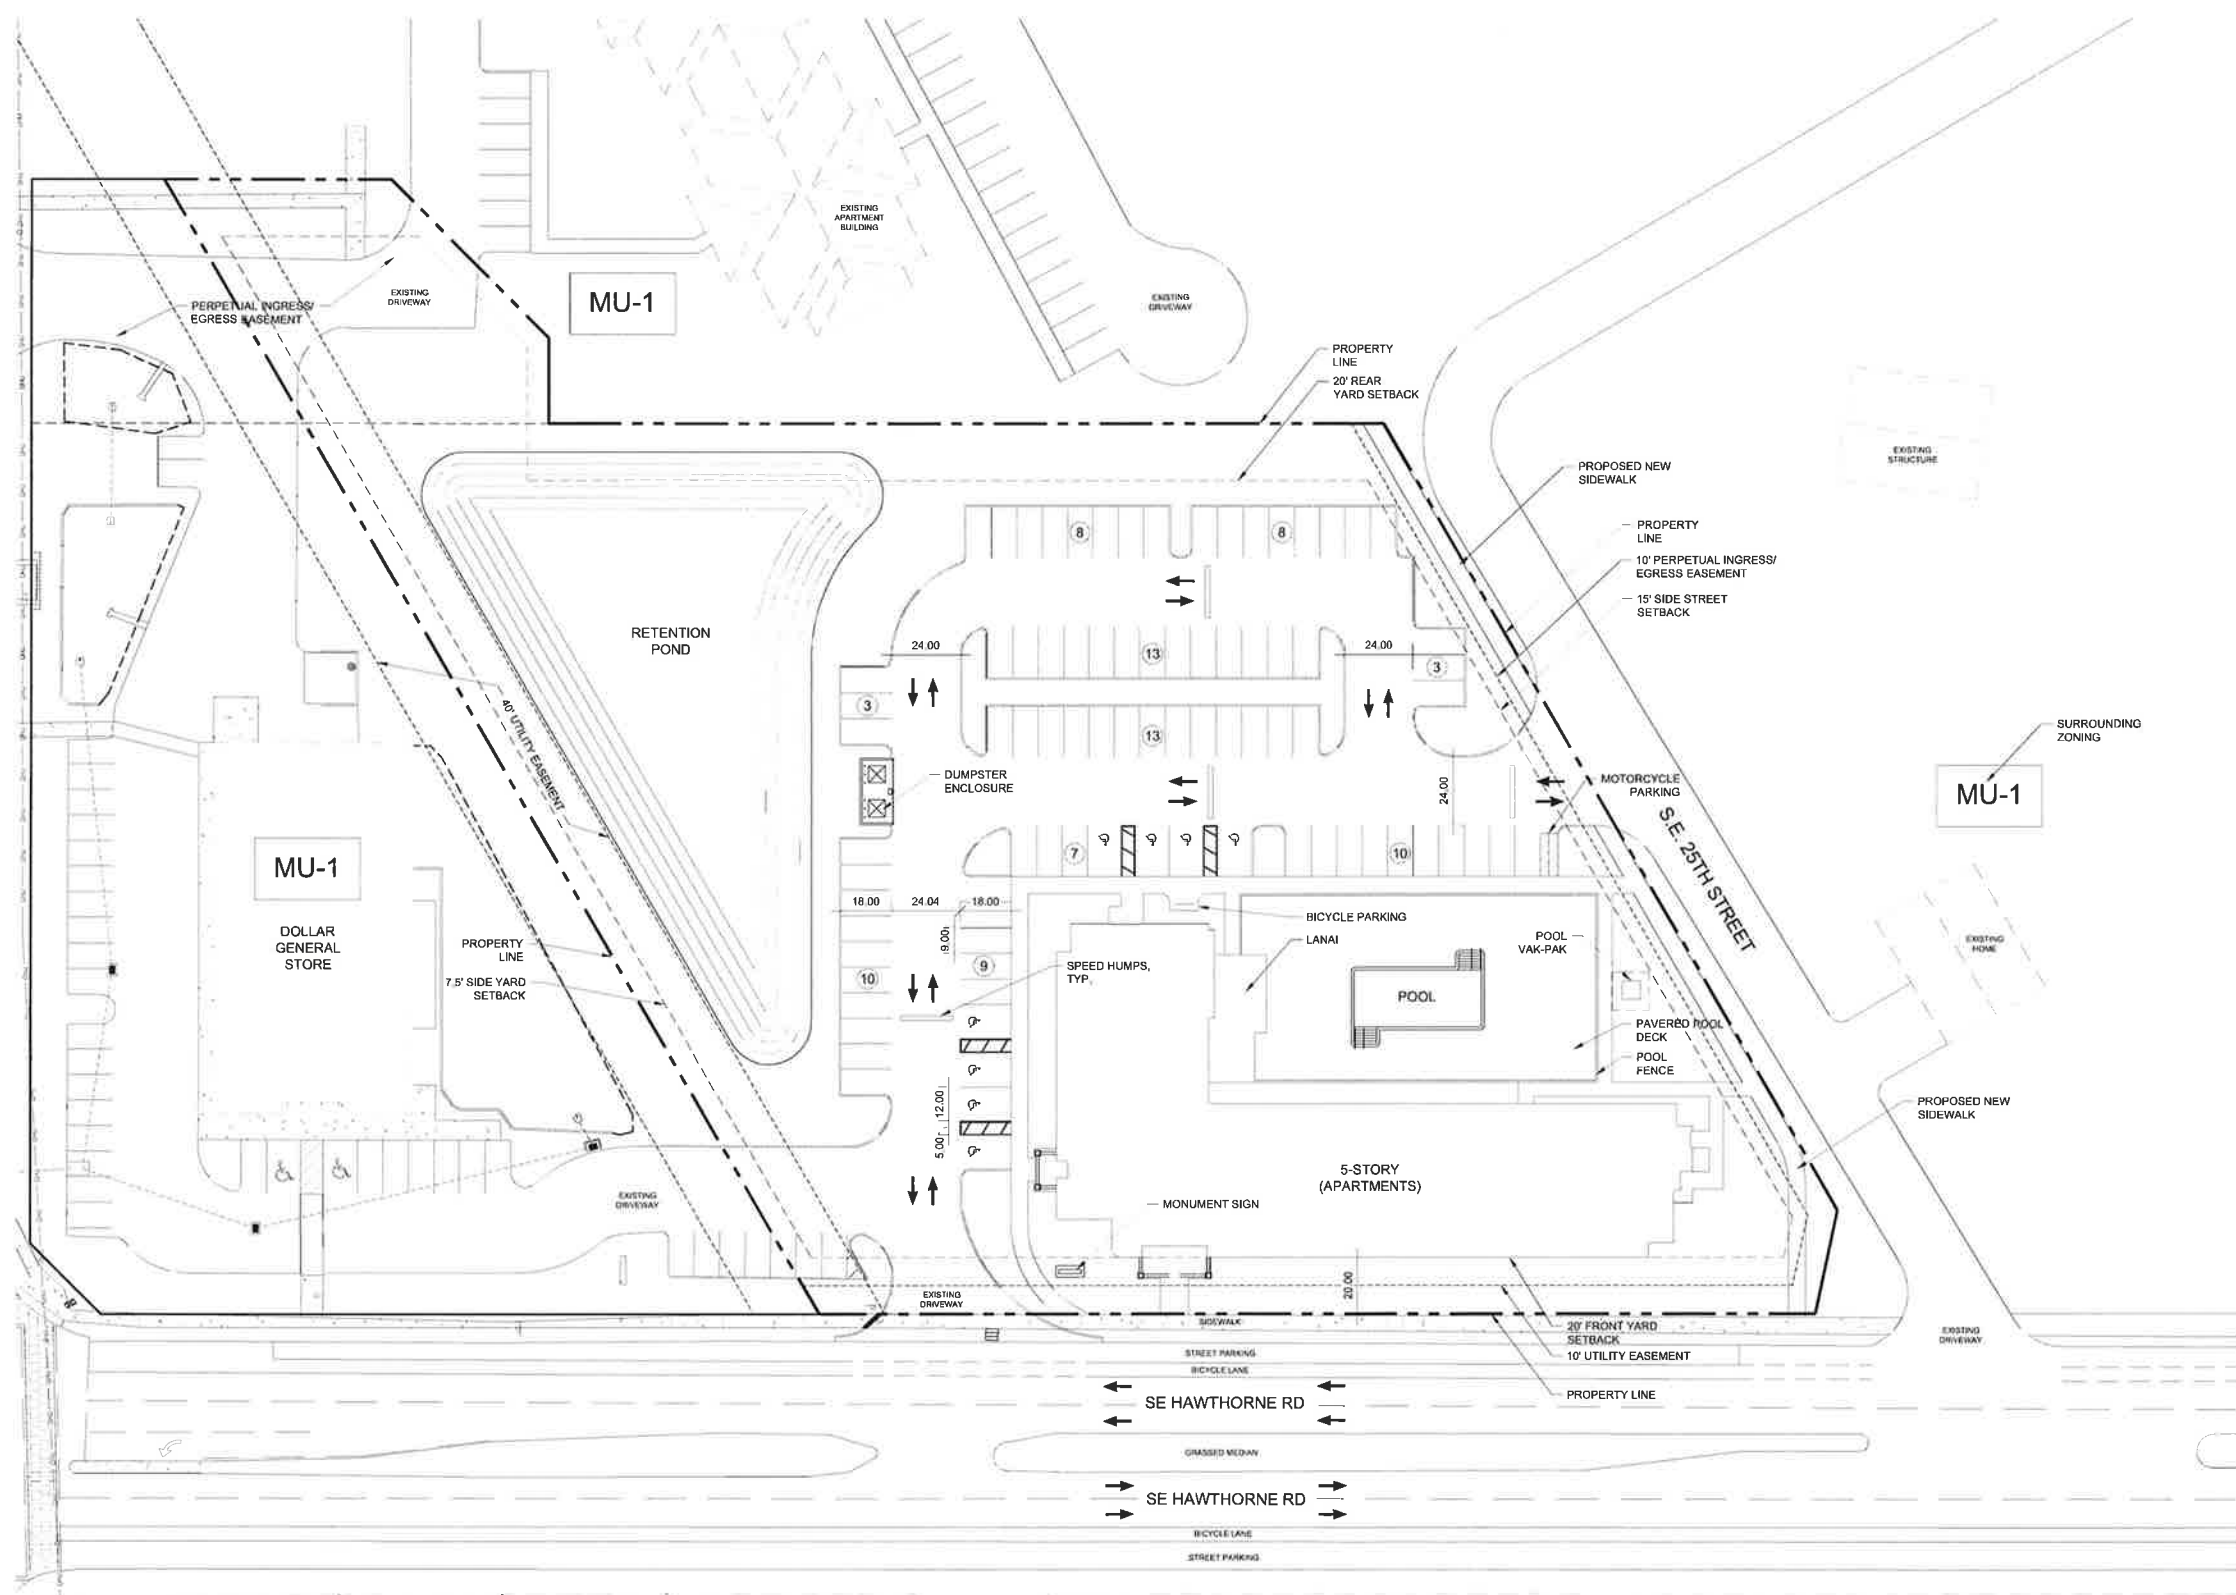 EXISTING
APARTMENT
BUILDING
EXISTING
DRIVEWAY
PERPETUAL INGRESS/
EGRESS EASEMENT
MU-1
EXISTING
DRIVEWAY
PROPERTY
LINE
20' REAR
YARD SETBACK
EXISTING
STRUCTURE
PROPOSED NEW
SIDEWALK
PROPERTY
LINE
10' PERPETUAL INGRESS/
EGRESS EASEMENT
15' SIDE STREET
SETBACK
8
8
RETENTION
POND
24.00
13
24.00
3
3
13
40' UTILITY EASEMENT
DUMPSTER
ENCLOSURE
24.00
MOTORCYCLE
PARKING
SURROUNDING
ZONING
MU-1
S.E. 25TH STREET
7
10
MU-1
DOLLAR
GENERAL
STORE
18.00
24.04
18.00
9.00
BICYCLE PARKING
LANAI
POOL
VAK-PAK
EXISTING
HOME
PROPERTY
LINE
7.5' SIDE YARD
SETBACK
10
9
SPEED HUMPS,
TYP.
POOL
PAVERED POOL
DECK
POOL
FENCE
12.00
5.00
PROPOSED NEW
SIDEWALK
5-STORY
(APARTMENTS)
EXISTING
DRIVEWAY
MONUMENT SIGN
20.00
8
EXISTING
DRIVEWAY
SIDEWALK
20' FRONT YARD
SETBACK
10' UTILITY EASEMENT
EXISTING
DRIVEWAY
STREET PARKING
BICYCLE LANE
PROPERTY LINE
SE HAWTHORNE RD
GRASSED MEDIAN
SE HAWTHORNE RD
BICYCLE LANE
STREET PARKING